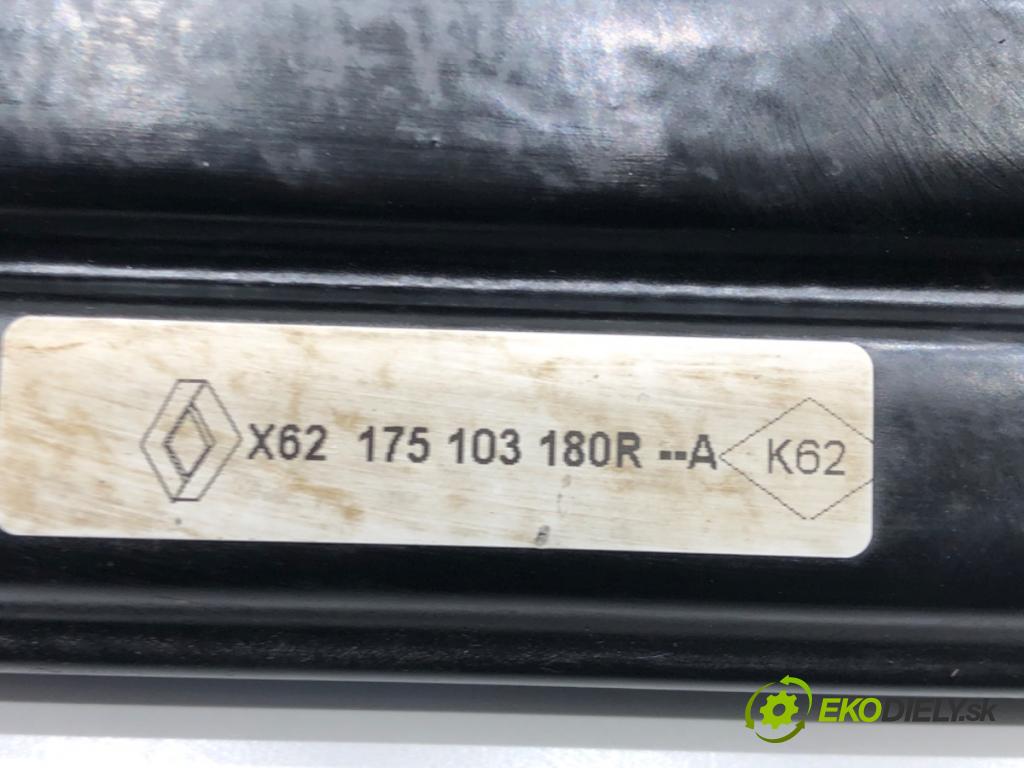 X62 175 103 180R --A K62
EKODIELY.sk